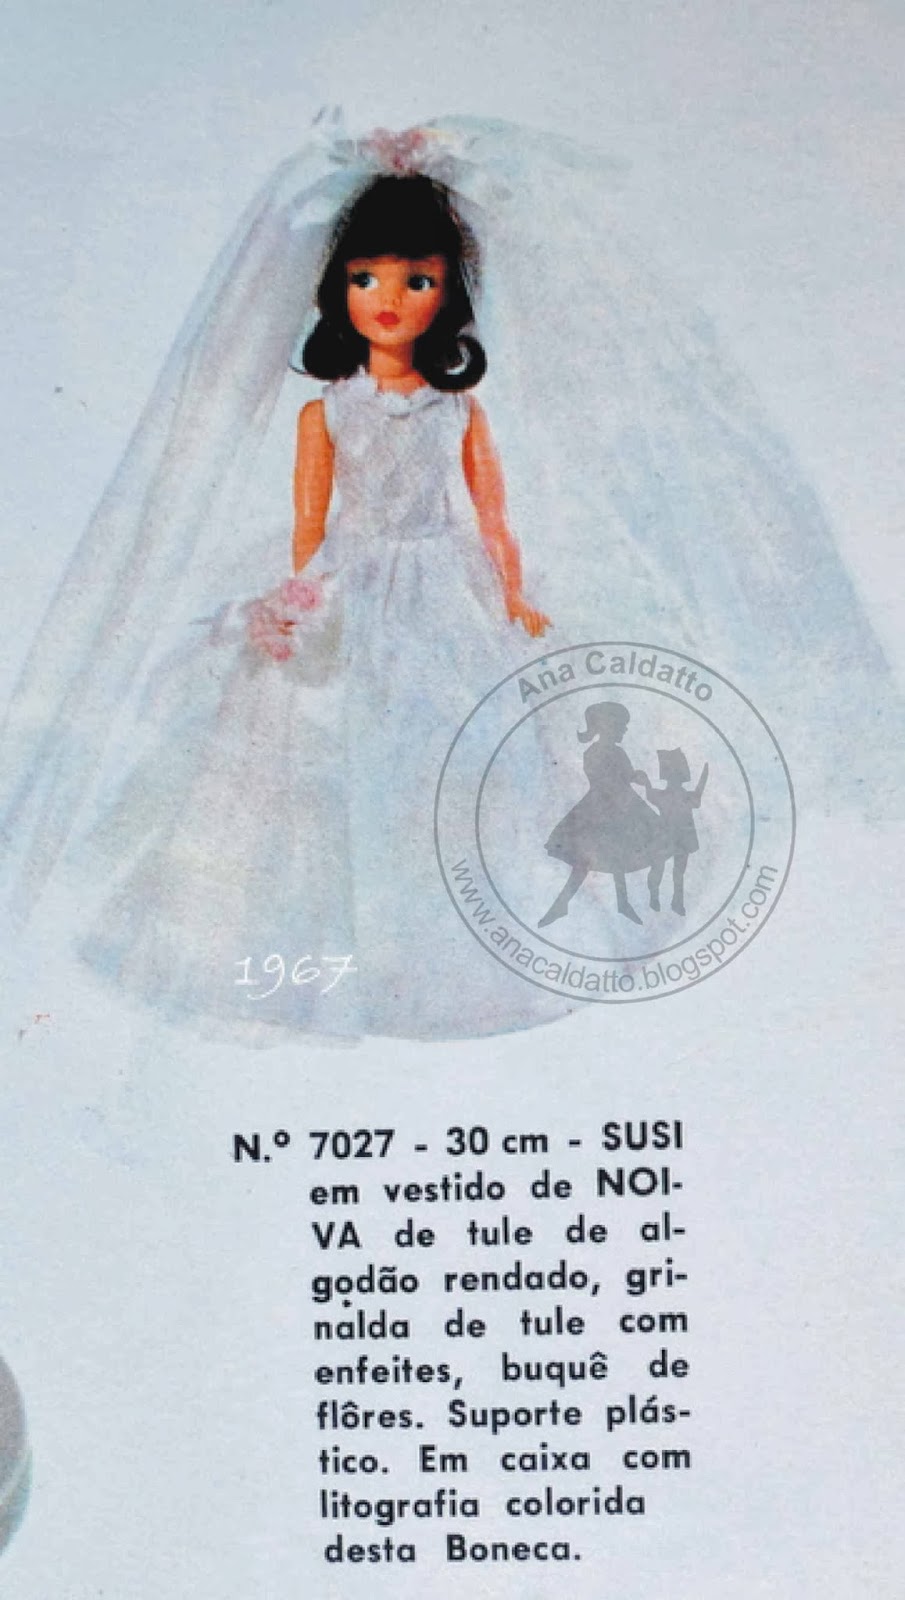 Ana Caldatto
www.anacaldatto.blogspot.com
1967
N.º 7027 - 30 cm - SUSI
em vestido de NOI-
VA de tule de al-
godão rendado, gri-
nalda de tule com
enfeites, buquê de
flôres. Suporte plás-
tico. Em caixa com
litografia colorida
desta Boneca.